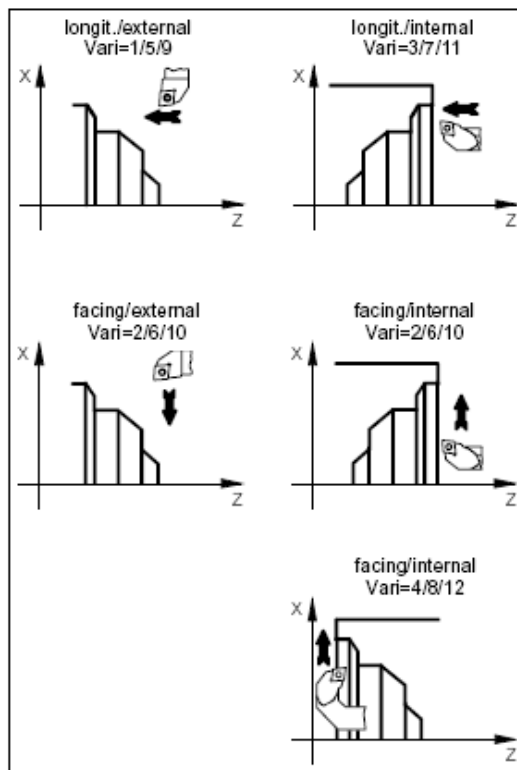 longit./external
Vari=1/5/9
longit./internal
Vari=3/7/11
X
Z
X
Z
facing/external
Vari=2/6/10
facing/internal
Vari=2/6/10
X
Z
X
Z
facing/internal
Vari=4/8/12
X
Z